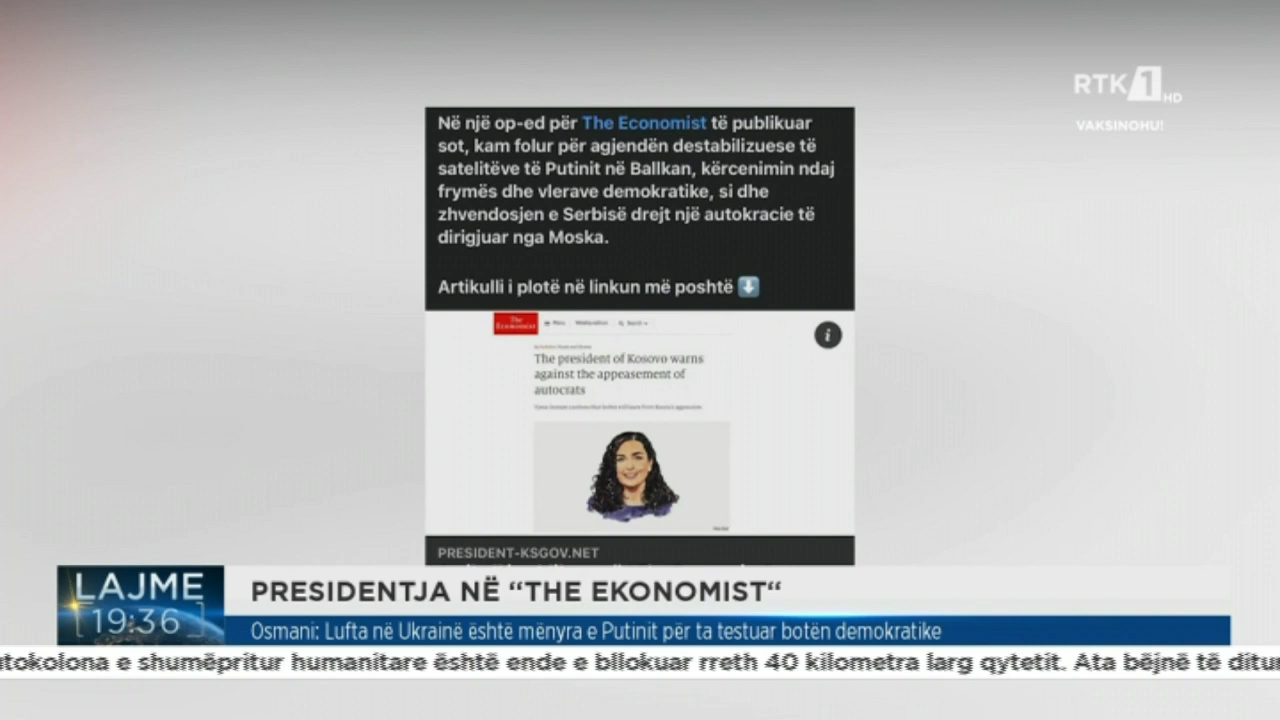 RTK 1 HD
VAKSINOHU!
Në një op-ed për The Economist të publikuar
sot, kam folur për agjendën destabilizuese të
satelitëve të Putinit në Ballkan, kërcenimin ndaj
frymës dhe vlerave demokratike, si dhe
zhvendosjen e Serbisë drejt një autokracie të
dirigjuar nga Moska.
Artikulli i plotë në linkun më poshtë
The
Economist
Menu
Search
The president of Kosovo warns
against the appeasement of
autocrats
PRESIDENT-KSGOV.NET
LAJME
19:36
PRESIDENTJA NË “THE EKONOMIST“
Osmani: Lufta në Ukrainë është mënyra e Putinit për ta testuar botën demokratike
utokolona e shumëpritur humanitare është ende e bllokuar rreth 40 kilometra larg qytetit. Ata bëjnë të ditur